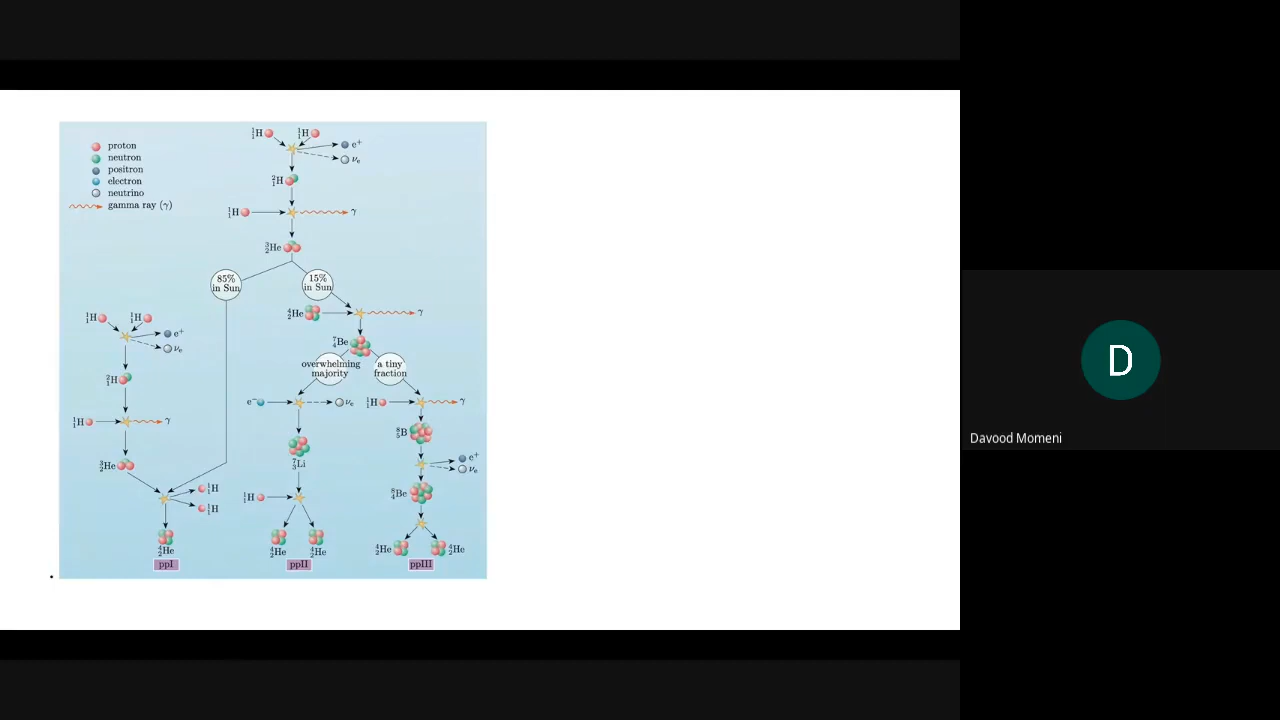 proton
neutron
positron
electron
neutrino
gamma ray (γ)
¹₁H ¹₁H
e⁺
νₑ
²₁H
¹₁H γ
³₂He
85%
in Sun
15%
in Sun
⁴₂He γ
⁷₄Be
overwhelming
majority
a tiny
fraction
e⁻ νₑ
⁷₃Li
¹₁H
⁴₂He ⁴₂He
ppII
¹₁H γ
⁸₅B
e⁺
νₑ
⁸₄Be
⁴₂He ⁴₂He
ppIII
¹₁H ¹₁H
e⁺
νₑ
²₁H
¹₁H γ
³₂He
¹₁H
¹₁H
⁴₂He
ppI
D
Davood Momeni